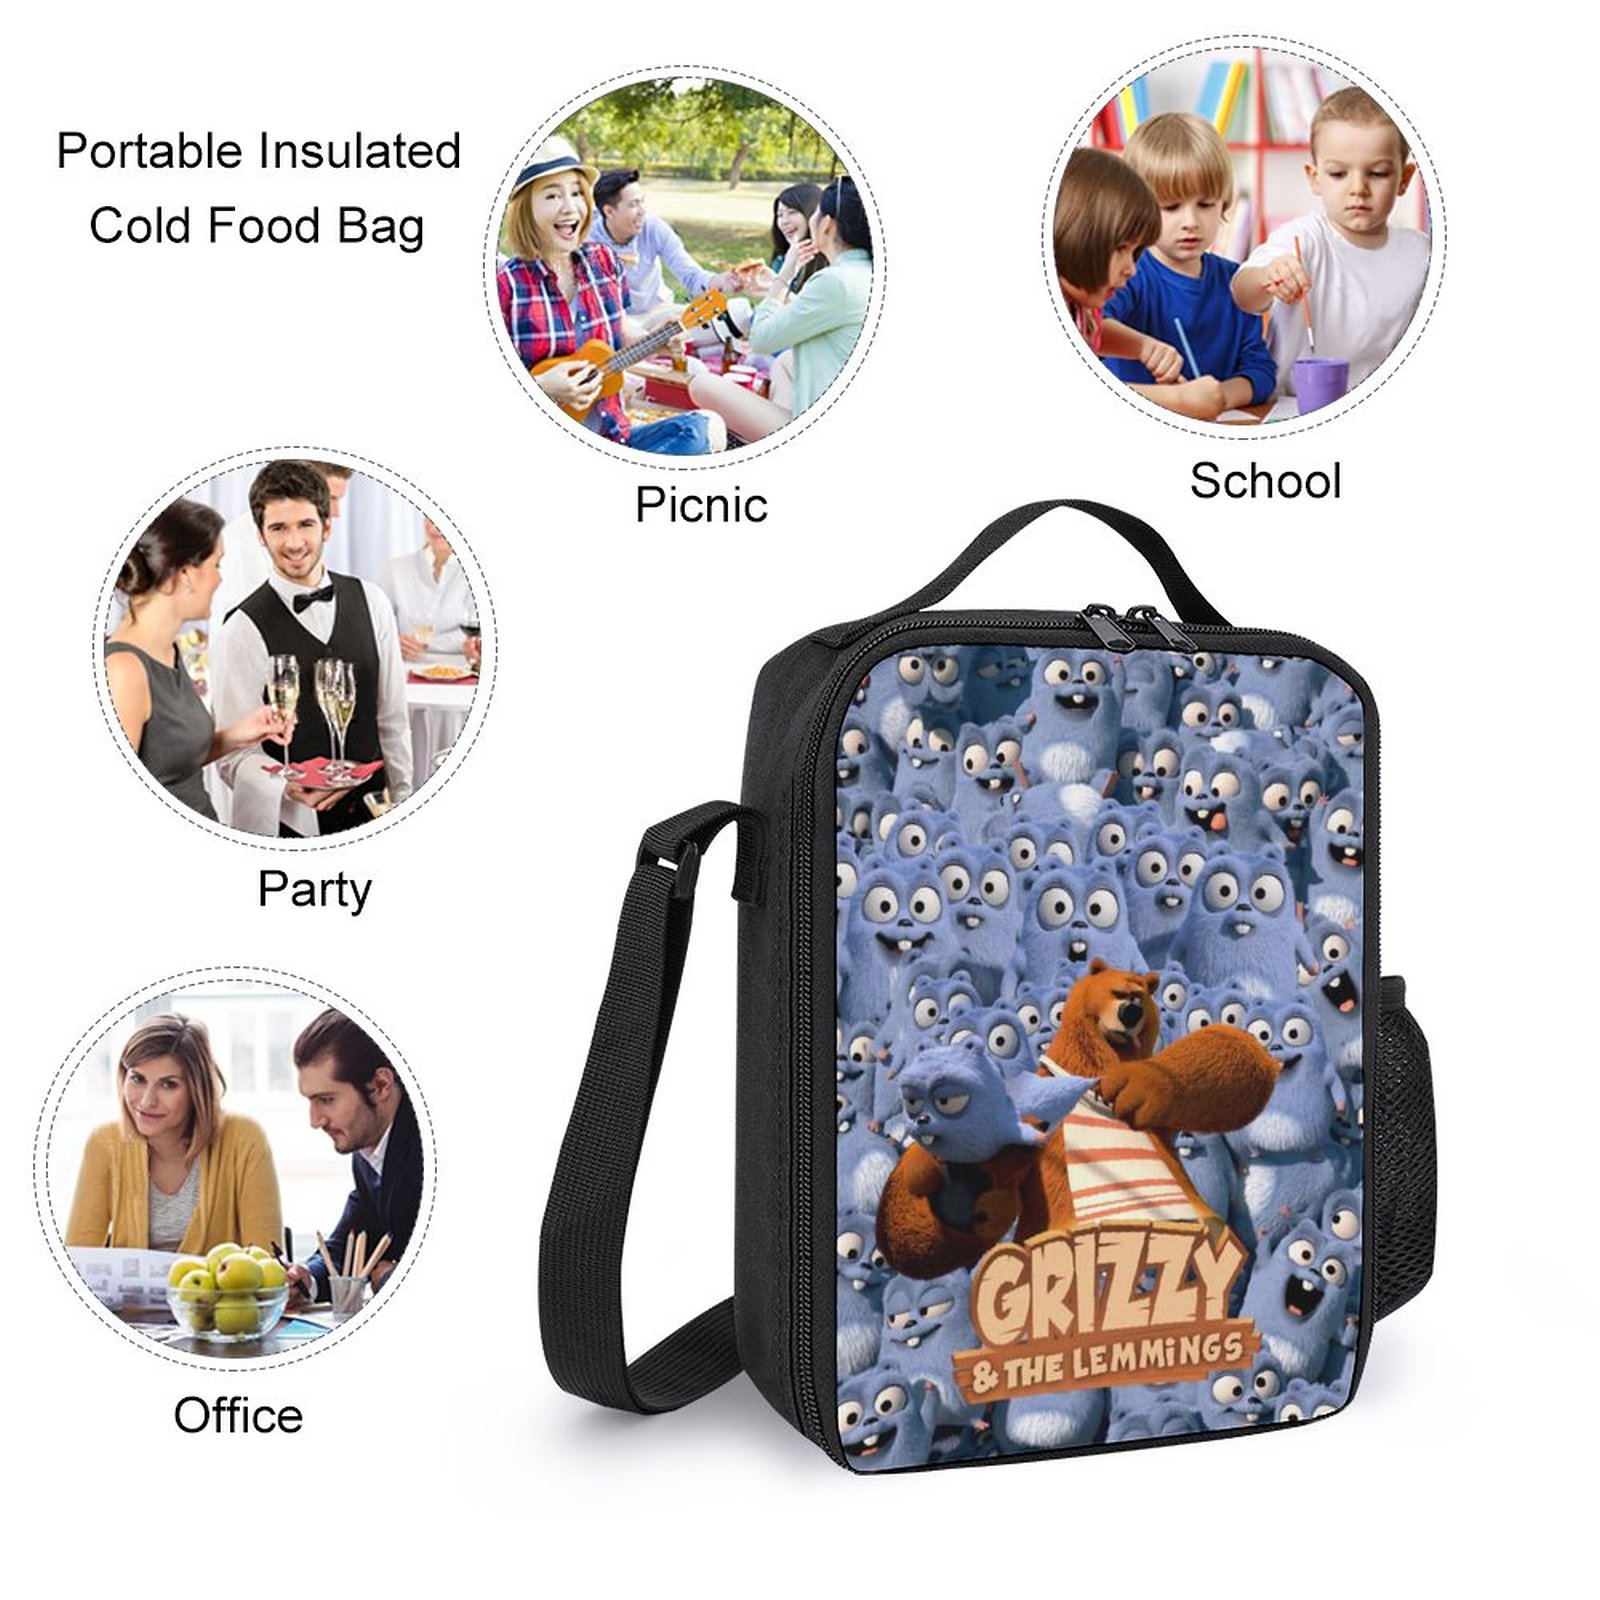 Portable Insulated
Cold Food Bag
Picnic
School
Party
Office
GRIZZY
& THE LEMMiNGS